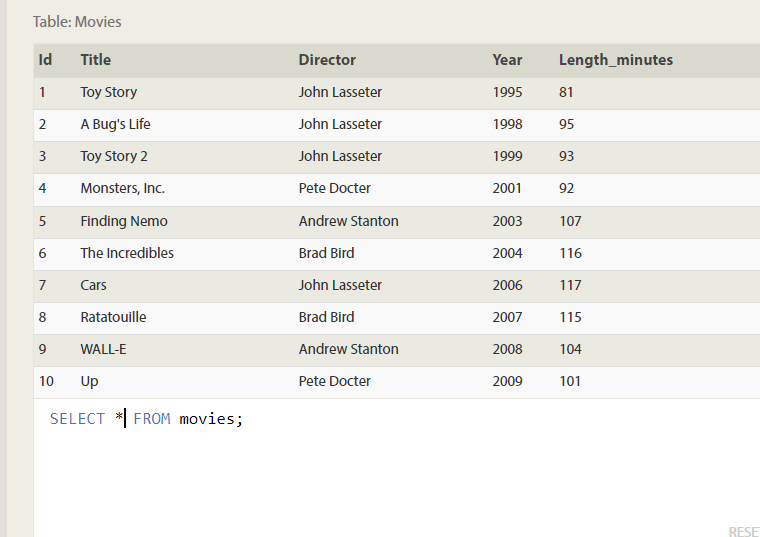 Table: Movies
Id Title Director Year Length_minutes
1 Toy Story John Lasseter 1995 81
2 A Bug's Life John Lasseter 1998 95
3 Toy Story 2 John Lasseter 1999 93
4 Monsters, Inc. Pete Docter 2001 92
5 Finding Nemo Andrew Stanton 2003 107
6 The Incredibles Brad Bird 2004 116
7 Cars John Lasseter 2006 117
8 Ratatouille Brad Bird 2007 115
9 WALL-E Andrew Stanton 2008 104
10 Up Pete Docter 2009 101
SELECT * FROM movies;